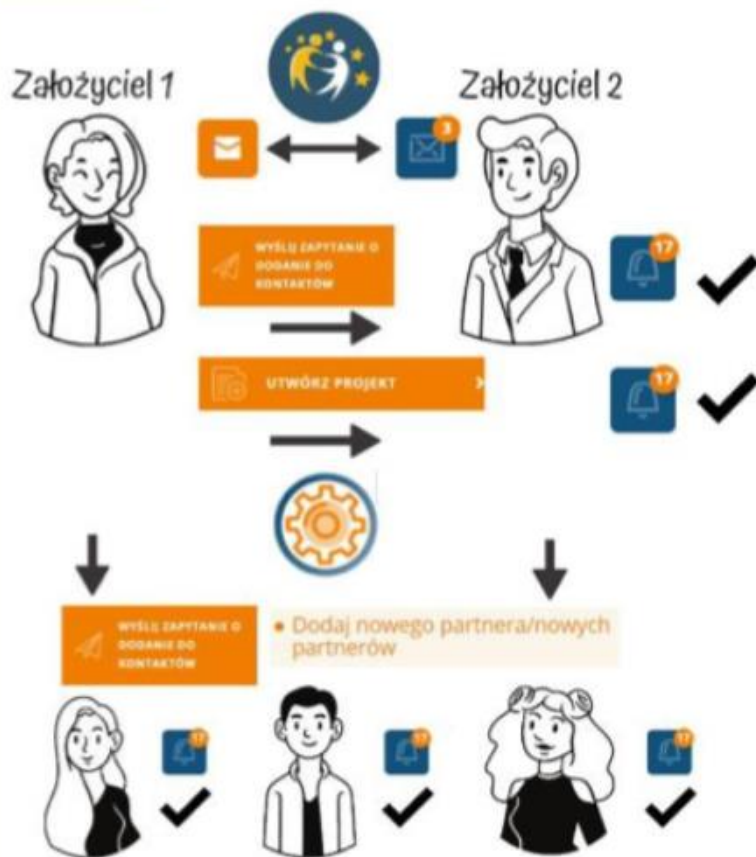 Założyciel 1
Założyciel 2
3
WYŚLIJ ZAPYTANIE O
DODANIE DO
KONTAKTÓW
17
UTWÓRZ PROJEKT
17
WYŚLIJ ZAPYTANIE O
DODANIE DO
KONTAKTÓW
• Dodaj nowego partnera/nowych
partnerów
17
17
17